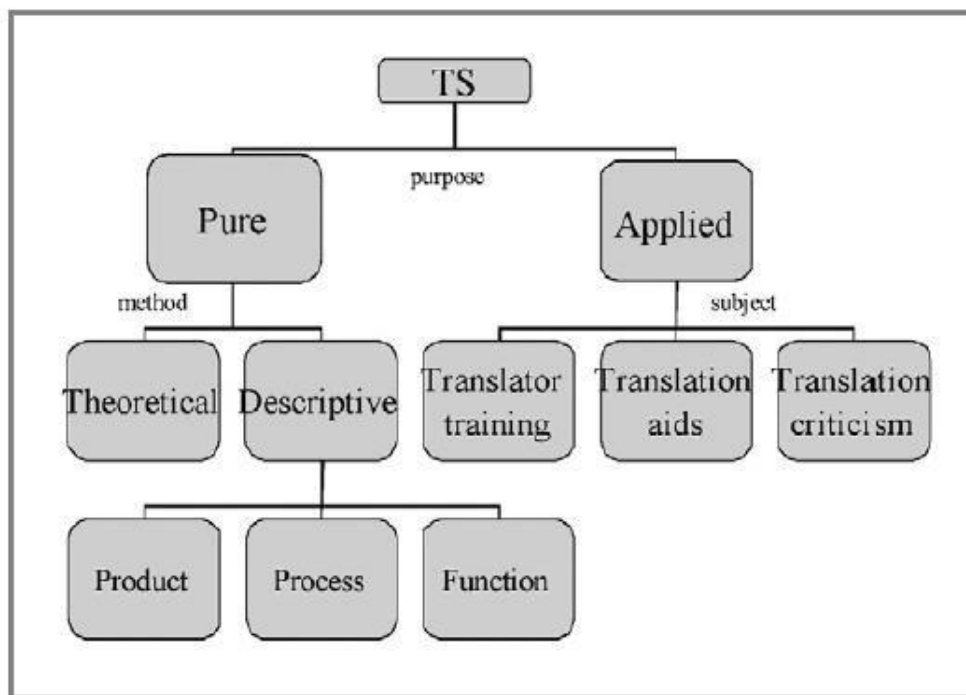 TS
purpose
Pure
Applied
method
subject
Theoretical
Descriptive
Translator
training
Translation
aids
Translation
criticism
Product
Process
Function